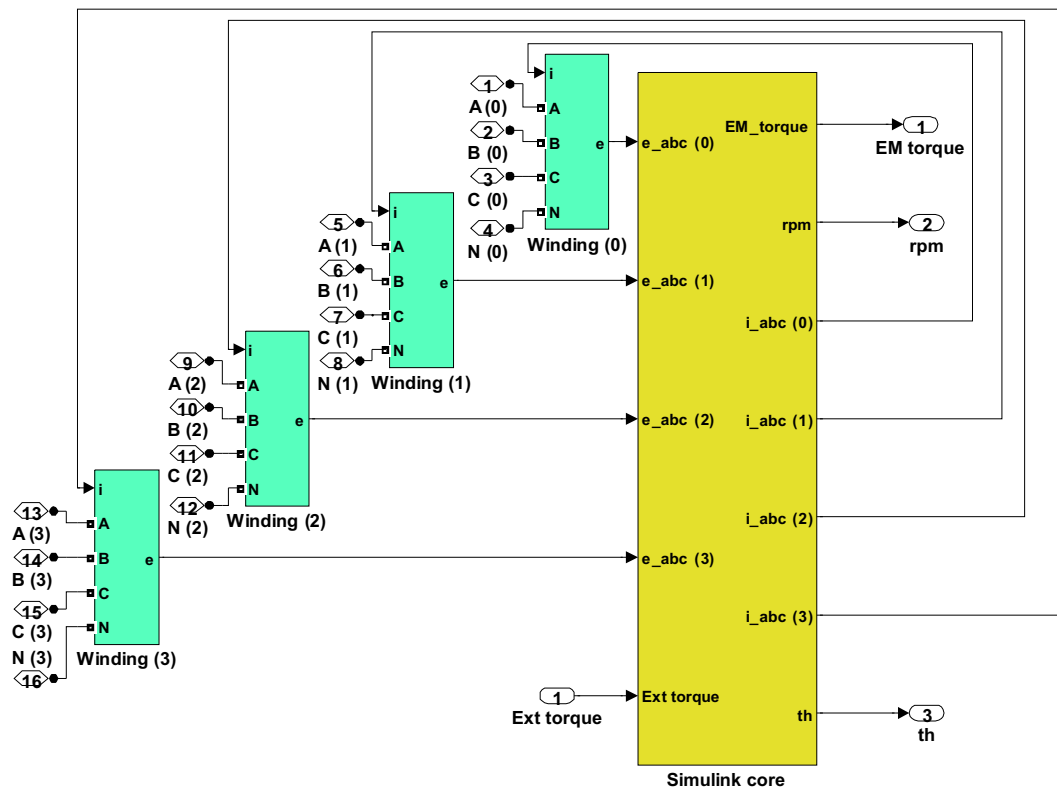 i
A
B
C
N
e
Winding (0)
1
A (0)
2
B (0)
3
C (0)
4
N (0)
i
A
B
C
N
e
Winding (1)
5
A (1)
6
B (1)
7
C (1)
8
N (1)
i
A
B
C
N
e
Winding (2)
9
A (2)
10
B (2)
11
C (2)
12
N (2)
i
A
B
C
N
e
Winding (3)
13
A (3)
14
B (3)
15
C (3)
N (3)
16
e_abc (0)
e_abc (1)
e_abc (2)
e_abc (3)
Ext torque
1
Ext torque
EM_torque
rpm
i_abc (0)
i_abc (1)
i_abc (2)
i_abc (3)
th
Simulink core
1
EM torque
2
rpm
3
th